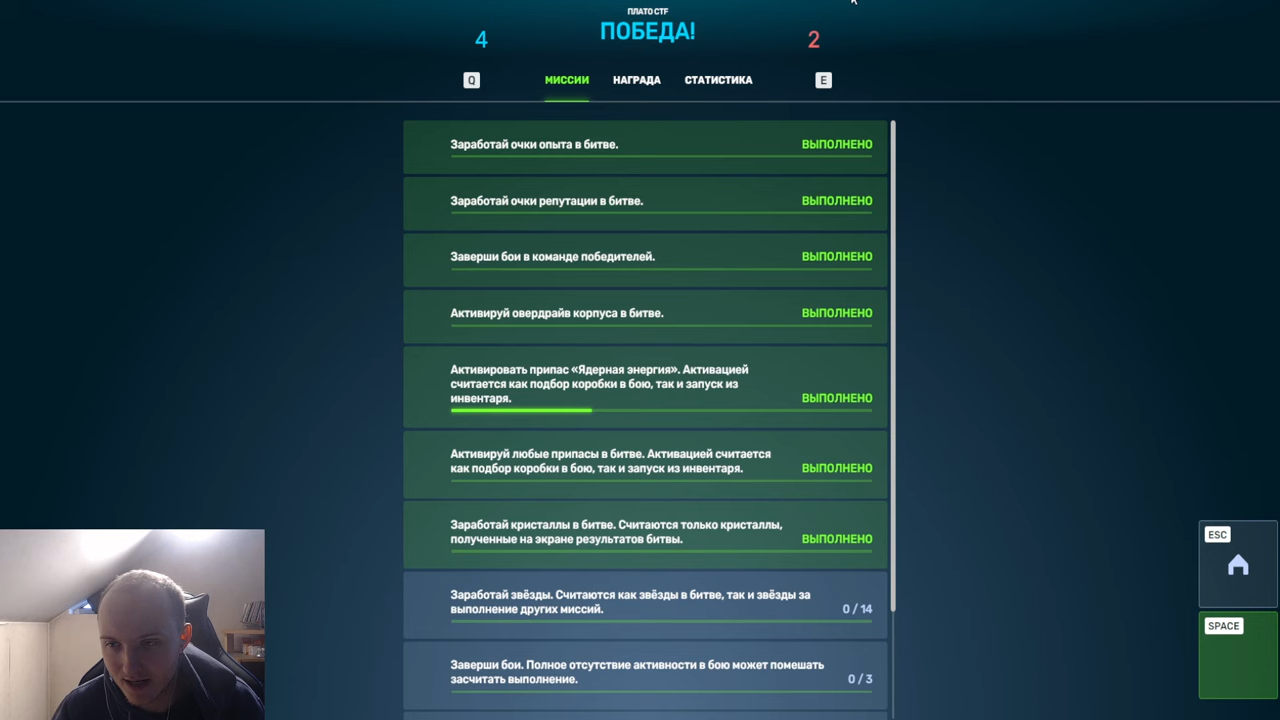 ПЛАТО CTF
4 ПОБЕДА! 2
Q МИССИИ НАГРАДА СТАТИСТИКА E
Заработай очки опыта в битве. ВЫПОЛНЕНО
Заработай очки репутации в битве. ВЫПОЛНЕНО
Заверши бои в команде победителей. ВЫПОЛНЕНО
Активируй овердрайв корпуса в битве. ВЫПОЛНЕНО
Активировать припас «Ядерная энергия». Активацией
считается как подбор коробки в бою, так и запуск из
инвентаря. ВЫПОЛНЕНО
Активируй любые припасы в битве. Активацией считается
как подбор коробки в бою, так и запуск из инвентаря. ВЫПОЛНЕНО
Заработай кристаллы в битве. Считаются только кристаллы,
полученные на экране результатов битвы. ВЫПОЛНЕНО
Заработай звёзды. Считаются как звёзды в битве, так и звёзды за
выполнение других миссий. 0 / 14
Заверши бои. Полное отсутствие активности в бою может помешать
засчитать выполнение. 0 / 3
ESC
SPACE